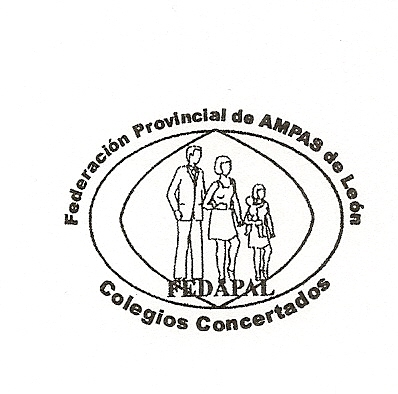 Federación Provincial de AMPAS de León
FEDAPAL
Colegios Concertados